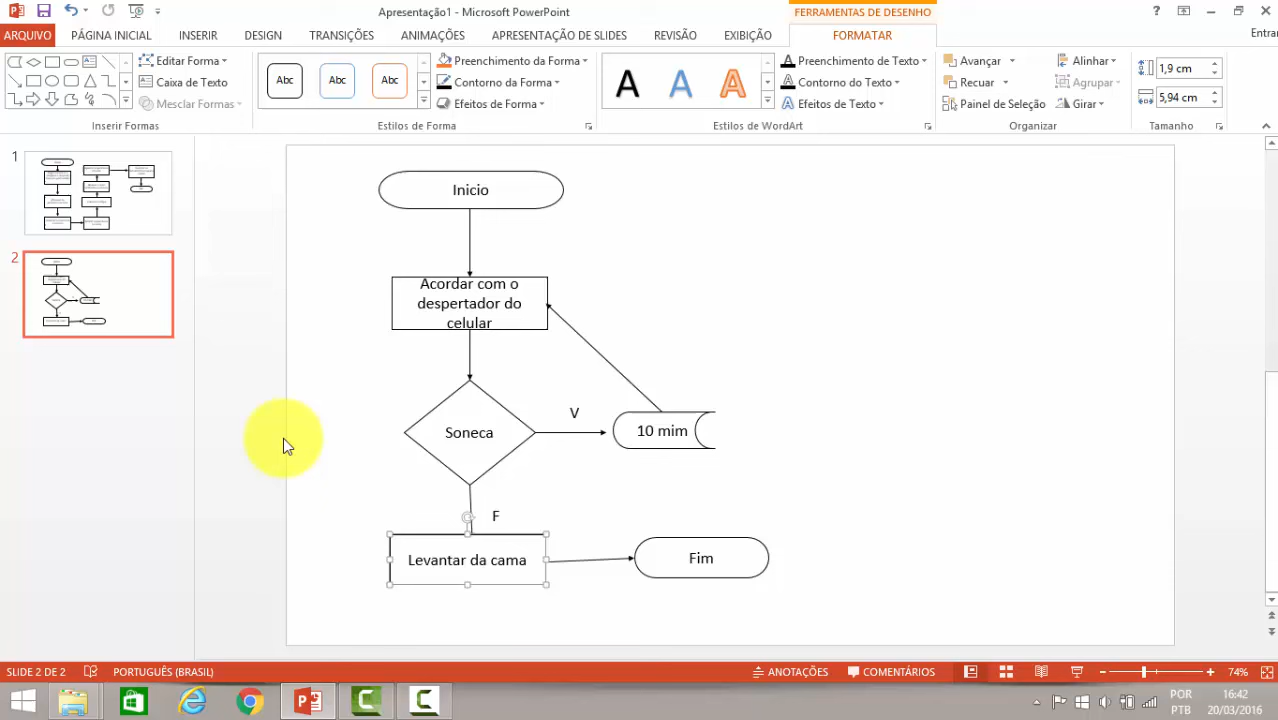 Apresentação1 - Microsoft PowerPoint
FERRAMENTAS DE DESENHO
?
ARQUIVO PÁGINA INICIAL INSERIR DESIGN TRANSIÇÕES ANIMAÇÕES APRESENTAÇÃO DE SLIDES REVISÃO EXIBIÇÃO FORMATAR Entrar
Editar Forma
Caixa de Texto
Mesclar Formas
Inserir Formas
Abc Abc Abc
Preenchimento da Forma
Contorno da Forma
Efeitos de Forma
Estilos de Forma
A A A
Preenchimento de Texto
Contorno do Texto
Efeitos de Texto
Estilos de WordArt
Avançar
Recuar
Painel de Seleção
Alinhar
Agrupar
Girar
Organizar
1,9 cm
5,94 cm
Tamanho
1
2
Inicio
Acordar com o
despertador do
celular
Soneca
V
10 mim
F
Levantar da cama
Fim
SLIDE 2 DE 2 PORTUGUÊS (BRASIL) ANOTAÇÕES COMENTÁRIOS 74%
POR
PTB
16:42
20/03/2016